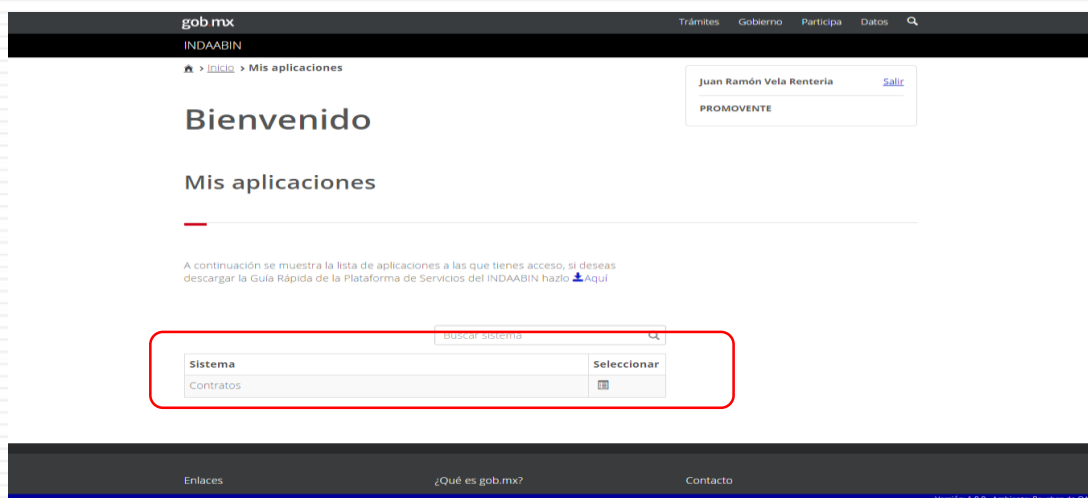 gob mx
Trámites Gobierno Participa Datos
INDAABIN
> Inicio > Mis aplicaciones
Juan Ramón Vela Renteria Salir
PROMOVENTE
Bienvenido
Mis aplicaciones
A continuación se muestra la lista de aplicaciones a las que tienes acceso, si deseas
descargar la Guía Rápida de la Plataforma de Servicios del INDAABIN hazlo Aquí
Buscar sistema
Sistema Seleccionar
Contratos
Enlaces ¿Qué es gob.mx? Contacto